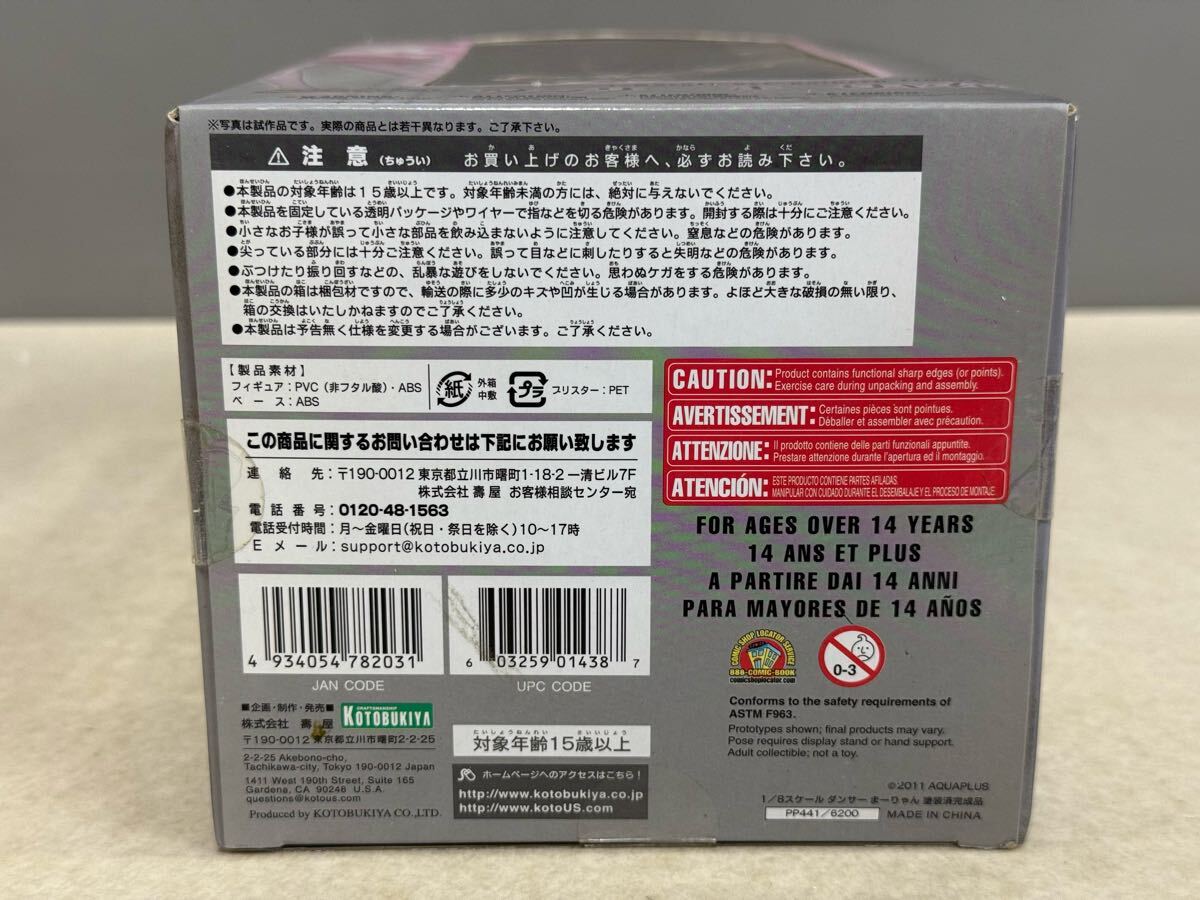 ※写真は試作品です。実際の商品とは若干異なります。ご了承下さい。
⚠ 注 意 (ちゅうい) お買い上げのお客様へ、必ずお読み下さい。
●本製品の対象年齢は15歳以上です。対象年齢未満の方には、絶対に与えないでください。
●本製品を固定している透明パッケージやワイヤーで指などを切る危険があります。開封する際は十分にご注意ください。
●小さなお子様が誤って小さな部品を飲み込まないように注意してください。窒息などの危険があります。
●尖っている部分には十分ご注意ください。誤って目などに刺したりすると失明などの危険があります。
●ぶつけたり振り回すなどの、乱暴な遊びをしないでください。思わぬケガをする危険があります。
●本製品の箱は梱包材ですので、輸送の際に多少のキズや凹が生じる場合があります。よほど大きな破損の無い限り、
箱の交換はいたしかねますのでご了承ください。
●本製品は予告無く仕様を変更する場合がございます。ご了承ください。
【製品素材】
フィギュア：PVC（非フタル酸）・ABS
ベース：ABS
紙 外箱
中敷
プラ ブリスター：PET
この商品に関するお問い合わせは下記にお願い致します
連絡先：〒190-0012 東京都立川市曙町1-18-2 一清ビル7F
株式会社 壽屋 お客様相談センター宛
電話番号：0120-48-1563
電話受付時間：月〜金曜日(祝日・祭日を除く)10〜17時
Eメール：support@kotobukiya.co.jp
CAUTION: Product contains functional sharp edges (or points).
Exercise care during unpacking and assembly.
AVERTISSEMENT: Certaines pièces sont pointues.
Déballer et assembler avec précaution.
ATTENZIONE: Il prodotto contiene delle parti funzionali appuntite.
Prestare attenzione durante l'apertura ed il montaggio.
ATENCIÓN: ESTE PRODUCTO CONTIENE PARTES AFILADAS.
MANIPULAR CON CUIDADO DURANTE EL DESEMBALAJE Y EL PROCESO DE MONTAJE.
FOR AGES OVER 14 YEARS
14 ANS ET PLUS
A PARTIRE DAI 14 ANNI
PARA MAYORES DE 14 AÑOS
4 934054 782031
JAN CODE
6 03259 01438 7
UPC CODE
COMIC SHOP LOCATOR SERVICE
888-COMIC-BOOK
comicshoplocator.com
0-3
Conforms to the safety requirements of
ASTM F963.
Prototypes shown; final products may vary.
Pose requires display stand or hand support.
Adult collectible; not a toy.
■企画・制作・発売■
株式会社 壽屋
CRAFTSMANSHIP
KOTOBUKIYA
〒190-0012 東京都立川市曙町2-2-25
2-2-25 Akebono-cho,
Tachikawa-city, Tokyo 190-0012 Japan
1411 West 190th Street, Suite 165
Gardena, CA 90248 U.S.A.
questions@kotous.com
Produced by KOTOBUKIYA CO.,LTD.
対象年齢15歳以上
ホームページへのアクセスはこちら！
http://www.kotobukiya.co.jp
http://www.kotoUS.com
©2011 AQUAPLUS
1/8スケール ダンサー まーりゃん 塗装済完成品
PP441/6200 MADE IN CHINA